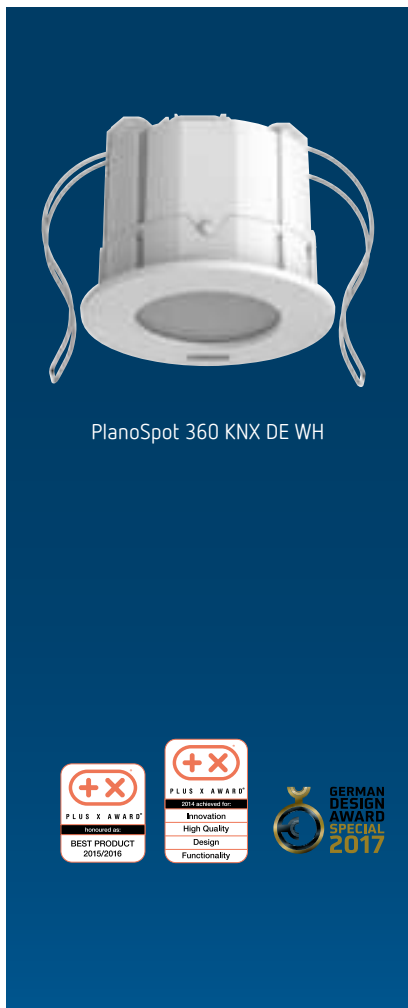 PlanoSpot 360 KNX DE WH
PLUS X AWARD®
honoured as:
BEST PRODUCT
2015/2016
PLUS X AWARD®
2014 achieved for:
Innovation
High Quality
Design
Functionality
GERMAN
DESIGN
AWARD
SPECIAL
2017